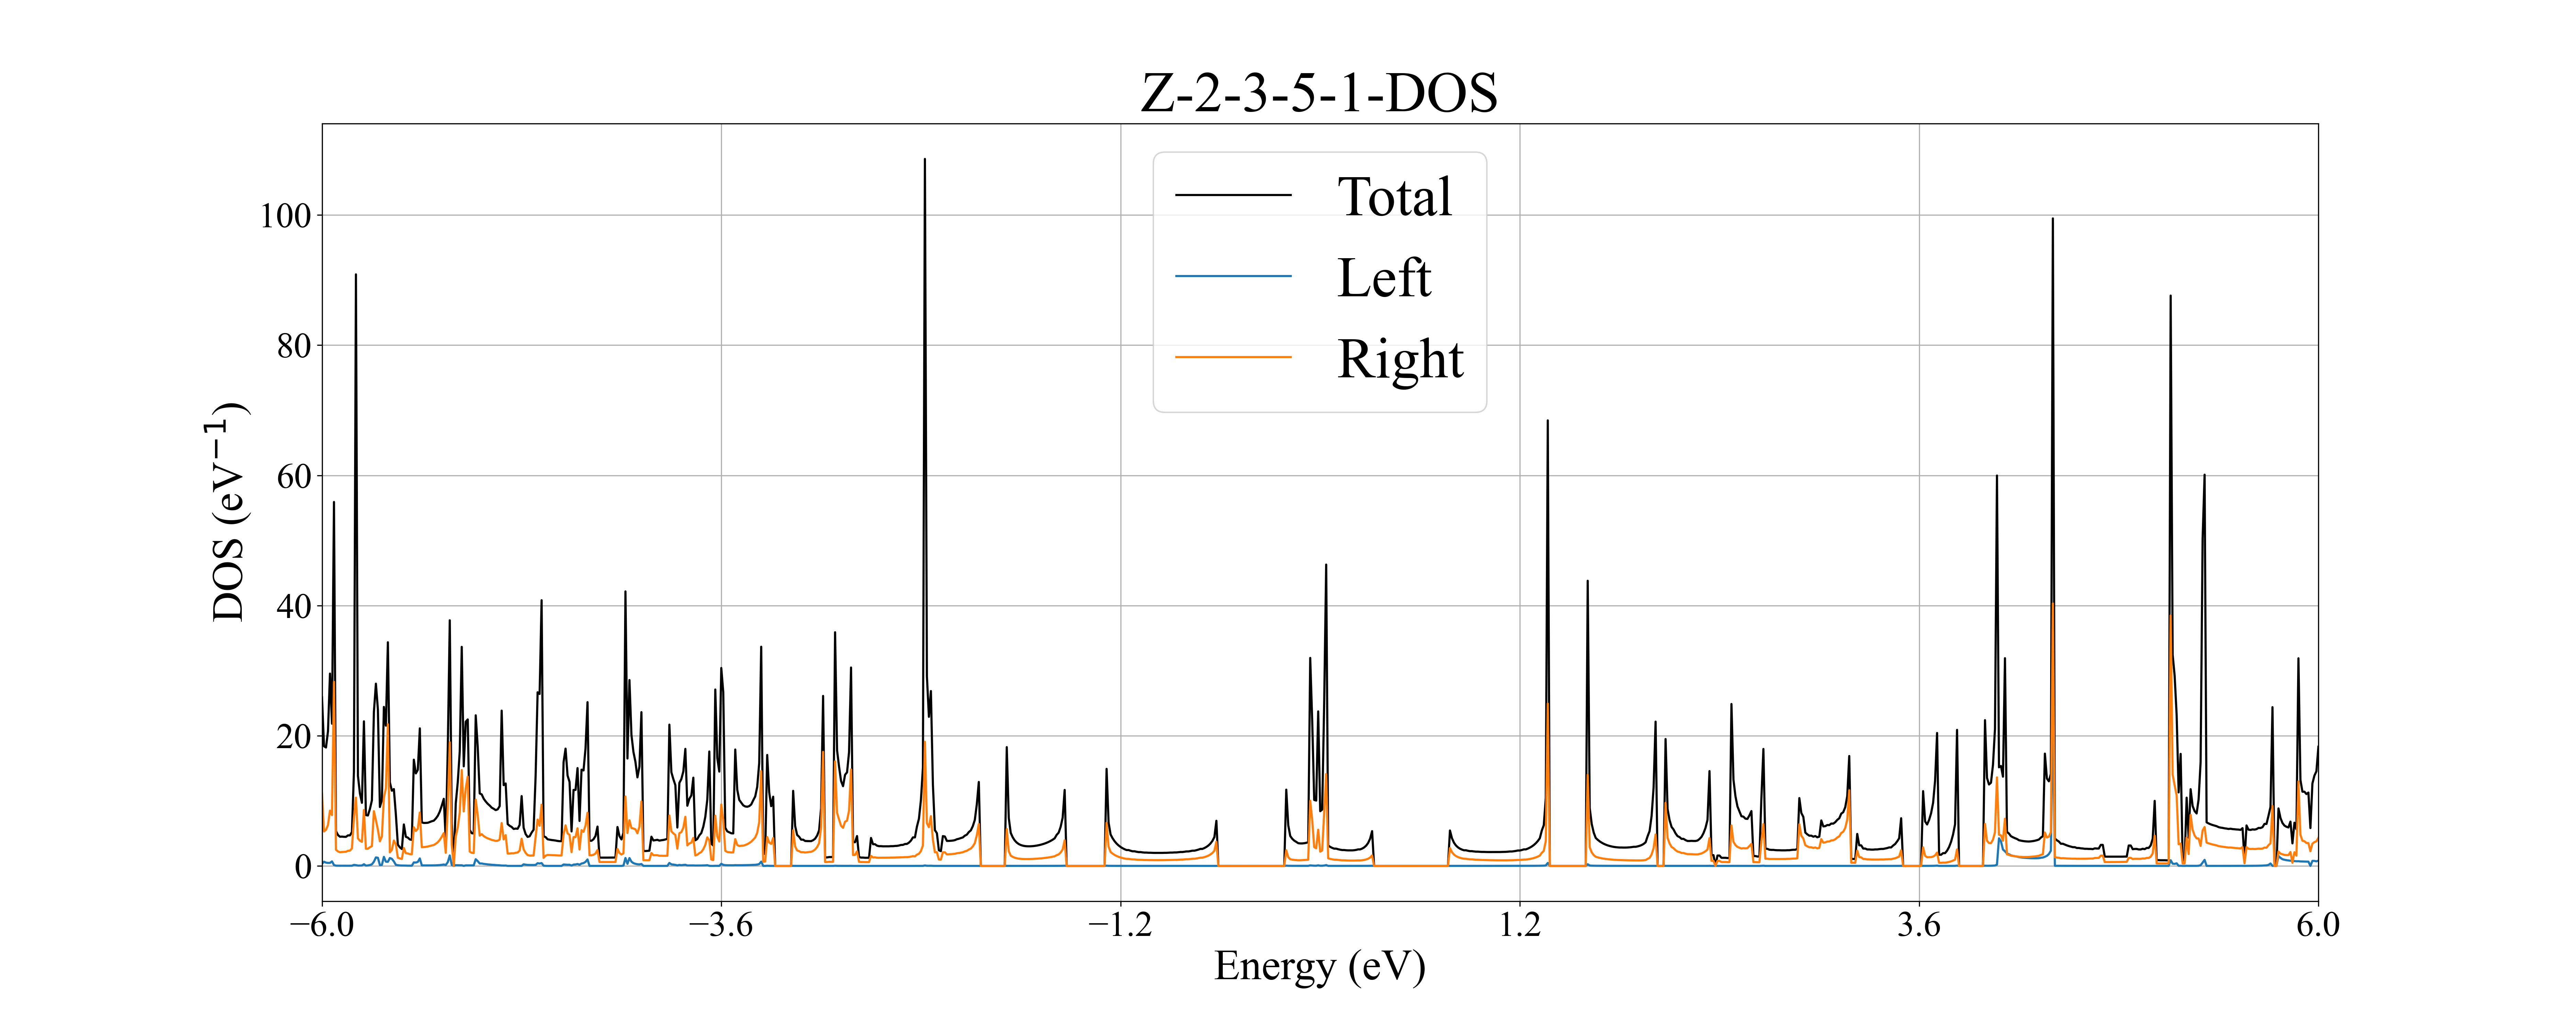 Z-2-3-5-1-DOS
Total
Left
Right
100
80
60
40
20
0
DOS (eV⁻¹)
−6.0 −3.6 −1.2 1.2 3.6 6.0
Energy (eV)